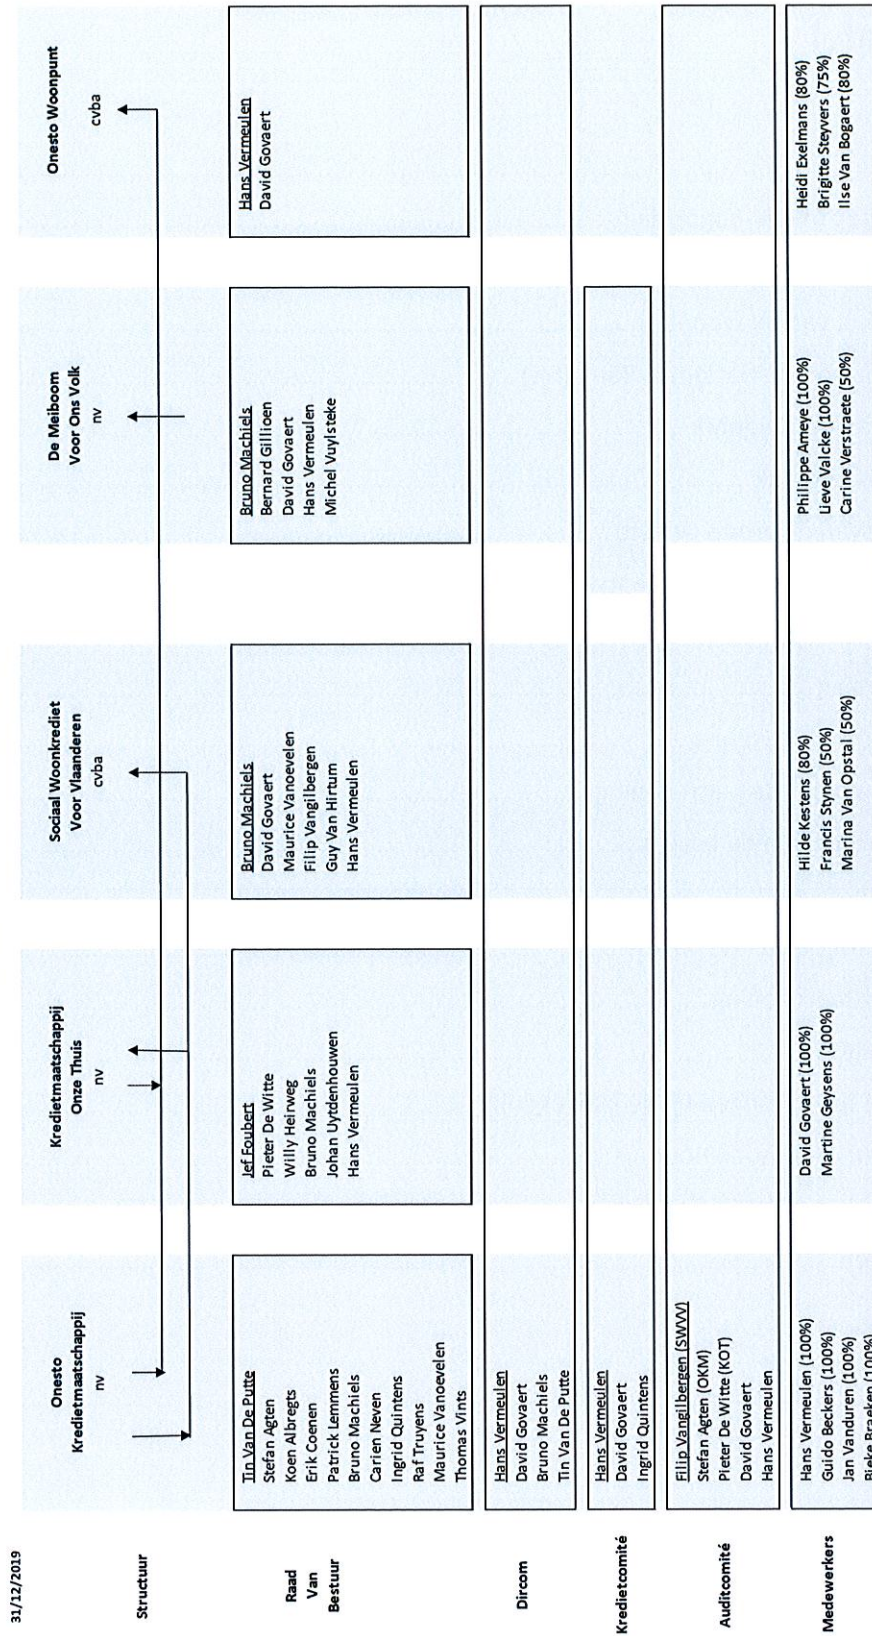 31/12/2019
Structuur
Onesto
Kredietmaatschappij
nv
Kredietmaatschappij
Onze Thuis
nv
Sociaal Woonkrediet
Voor Vlaanderen
cvba
De Meiboom
Voor Ons Volk
nv
Onesto Woonpunt
cvba
Raad
Van
Bestuur
Tin Van De Putte
Stefan Agten
Koen Albregts
Erik Coenen
Patrick Lemmens
Bruno Machiels
Carien Neven
Ingrid Quintens
Raf Truyens
Maurice Vanoevelen
Thomas Vints
Jef Foubert
Pieter De Witte
Willy Heirweg
Bruno Machiels
Johan Uytdenhouwen
Hans Vermeulen
Bruno Machiels
David Govaert
Maurice Vanoevelen
Filip Vangilbergen
Guy Van Hirtum
Hans Vermeulen
Bruno Machiels
Bernard Gillioen
David Govaert
Hans Vermeulen
Michel Vuylsteke
Hans Vermeulen
David Govaert
Dircom
Hans Vermeulen
David Govaert
Bruno Machiels
Tin Van De Putte
Kredietcomité
Hans Vermeulen
David Govaert
Ingrid Quintens
Auditcomité
Filip Vangilbergen (SWVV)
Stefan Agten (OKM)
Pieter De Witte (KOT)
David Govaert
Hans Vermeulen
Medewerkers
Hans Vermeulen (100%)
Guido Beckers (100%)
Jan Vanduren (100%)
Rieke Braeken (100%)
David Govaert (100%)
Martine Geysens (100%)
Hilde Kestens (80%)
Francis Stynen (50%)
Marina Van Opstal (50%)
Philippe Ameye (100%)
Lieve Valcke (100%)
Carine Verstraete (50%)
Heidi Exelmans (80%)
Brigitte Steyvers (75%)
Ilse Van Bogaert (80%)